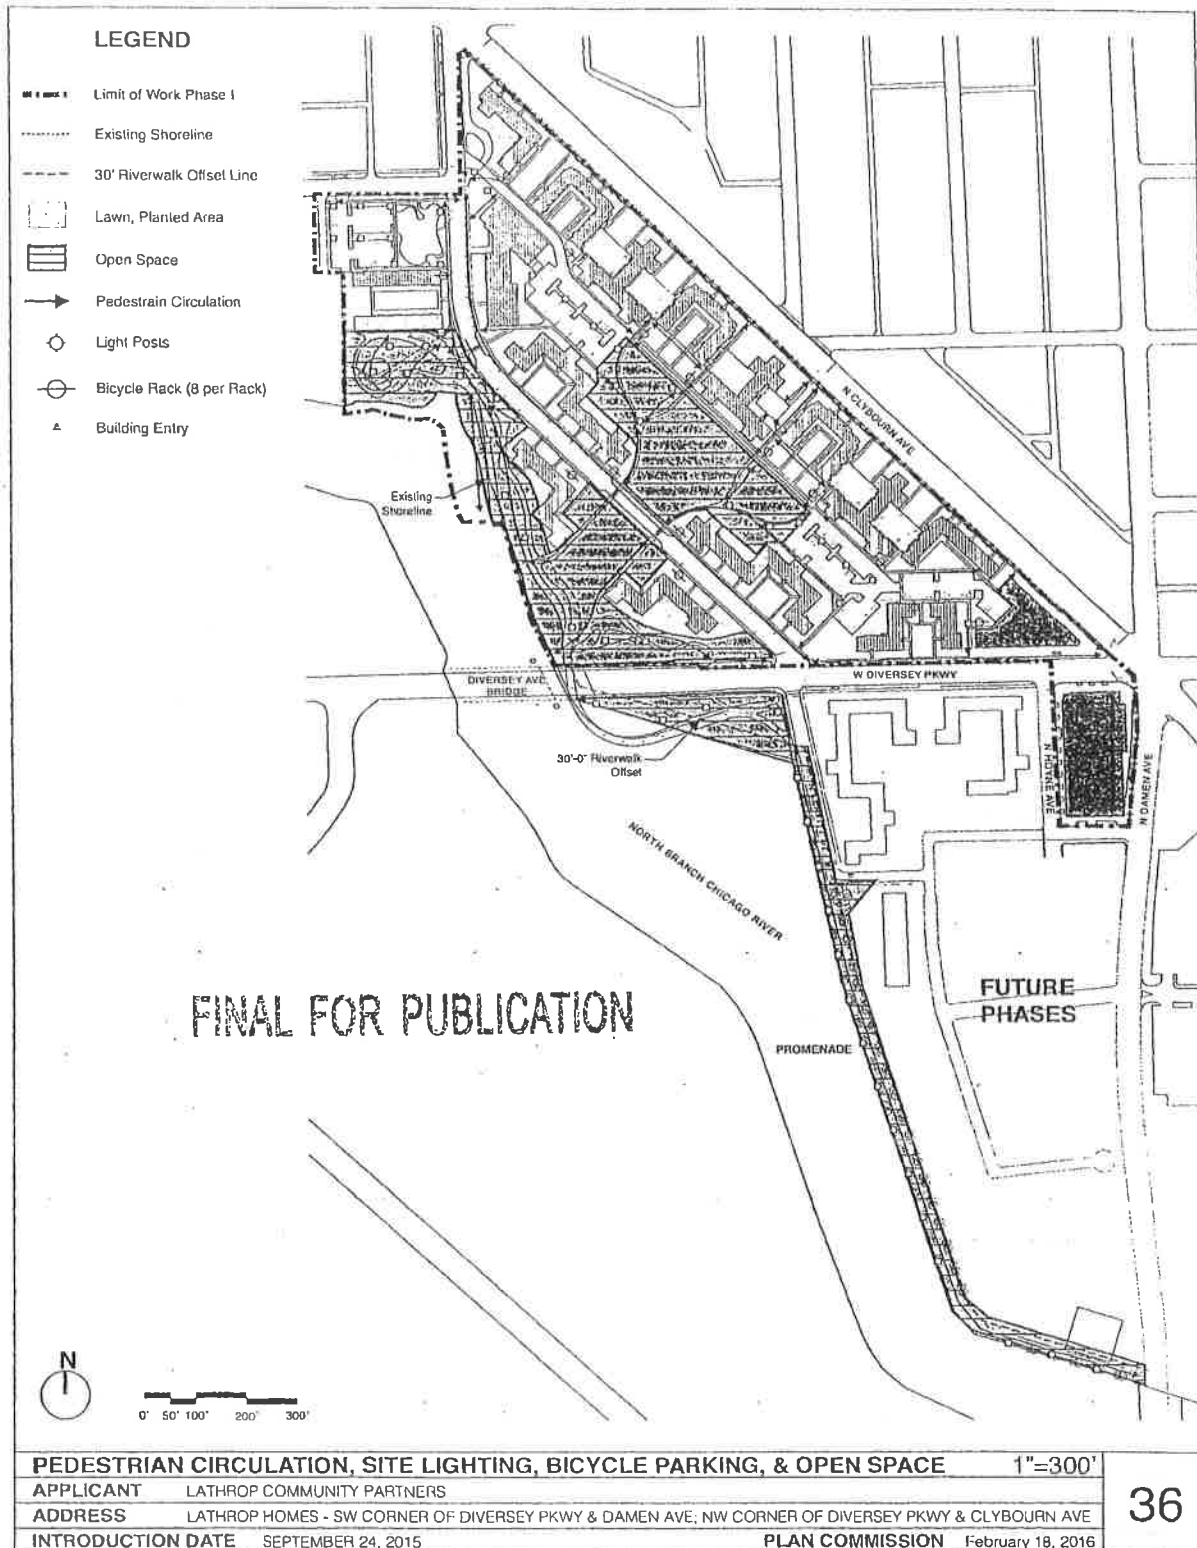 LEGEND
Limit of Work Phase I
Existing Shoreline
30' Riverwalk Offset Line
Lawn, Planted Area
Open Space
Pedestrain Circulation
Light Posts
Bicycle Rack (8 per Rack)
Building Entry
N CLYBOURN AVE
Existing
Shoreline
DIVERSEY AVE
BRIDGE
W DIVERSEY PKWY
30'-0" Riverwalk
Offset
N HOYNE AVE
N DAMEN AVE
NORTH BRANCH CHICAGO RIVER
FINAL FOR PUBLICATION
FUTURE
PHASES
PROMENADE
N
0' 50' 100' 200' 300'
PEDESTRIAN CIRCULATION, SITE LIGHTING, BICYCLE PARKING, & OPEN SPACE 1"=300'
APPLICANT LATHROP COMMUNITY PARTNERS
ADDRESS LATHROP HOMES - SW CORNER OF DIVERSEY PKWY & DAMEN AVE; NW CORNER OF DIVERSEY PKWY & CLYBOURN AVE
INTRODUCTION DATE SEPTEMBER 24, 2015 PLAN COMMISSION February 18, 2016
36